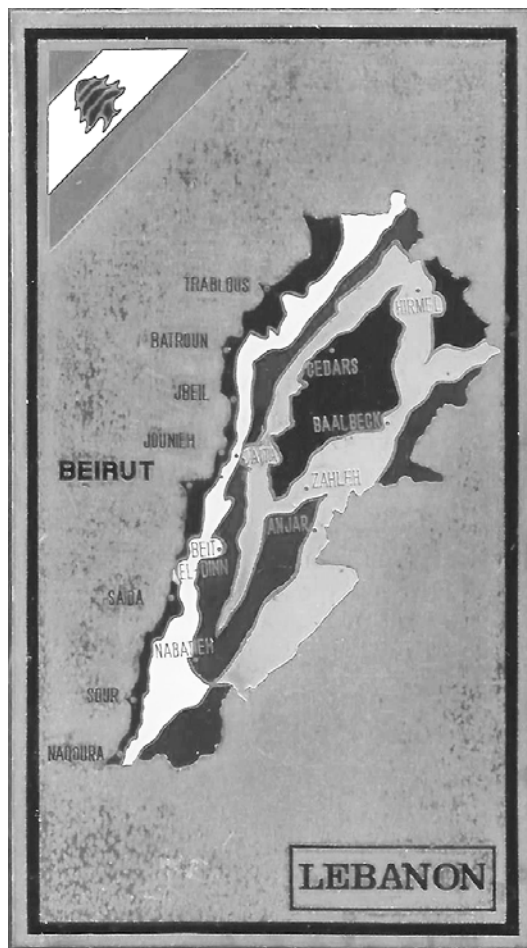 TRABLOUS
HIRMEL
BATROUN
CEDARS
JBEIL
BAALBECK
JOUNIEH
BEIRUT
ZAHLEH
ANJAR
BEIT
EL-DINN
SAIDA
NABATIEH
SOUR
NAQOURA
LEBANON